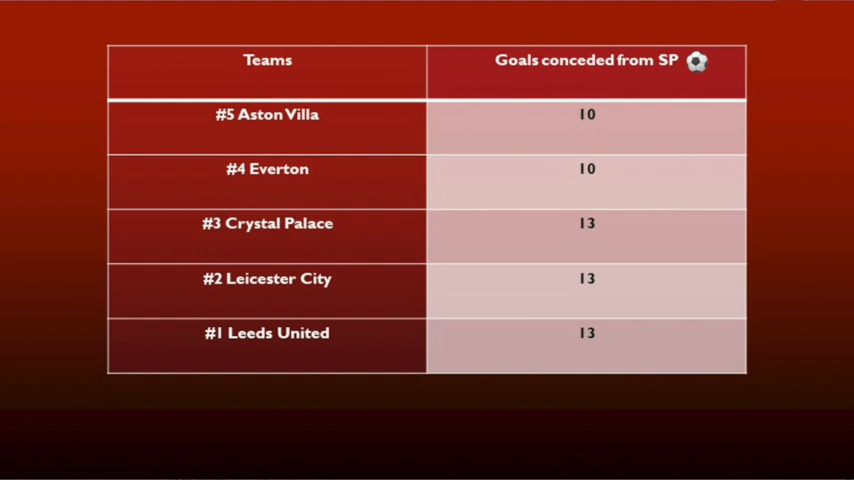 Teams
Goals conceded from SP
#5 Aston Villa
10
#4 Everton
10
#3 Crystal Palace
13
#2 Leicester City
13
#1 Leeds United
13